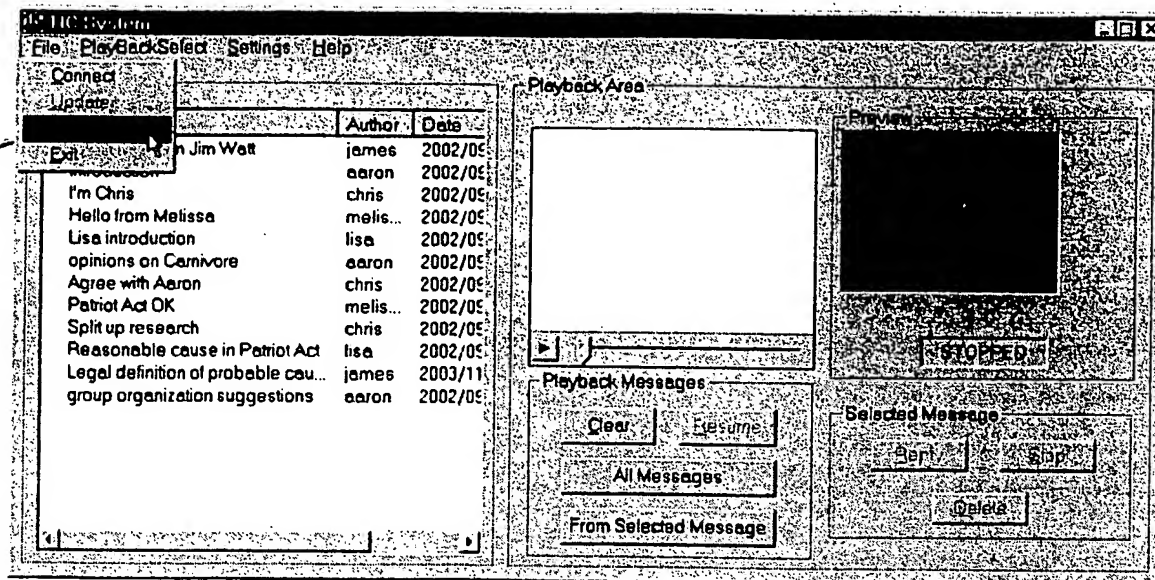 TIC System
File PlayBackSelect Settings Help
Connect
Update
Exit
Author Date
n Jim Watt james 2002/09
Introduction aaron 2002/09
I'm Chris chris 2002/09
Hello from Melissa melis... 2002/09
Lisa introduction lisa 2002/09
opinions on Carnivore aaron 2002/09
Agree with Aaron chris 2002/09
Patriot Act OK melis... 2002/09
Split up research chris 2002/09
Reasonable cause in Patriot Act lisa 2002/09
Legal definition of probable cau... james 2003/11
group organization suggestions aaron 2002/09
Playback Area
Preview
STOPPED
Playback Messages
Clear Resume
All Messages
From Selected Message
Selected Message
Reply Stop
Delete